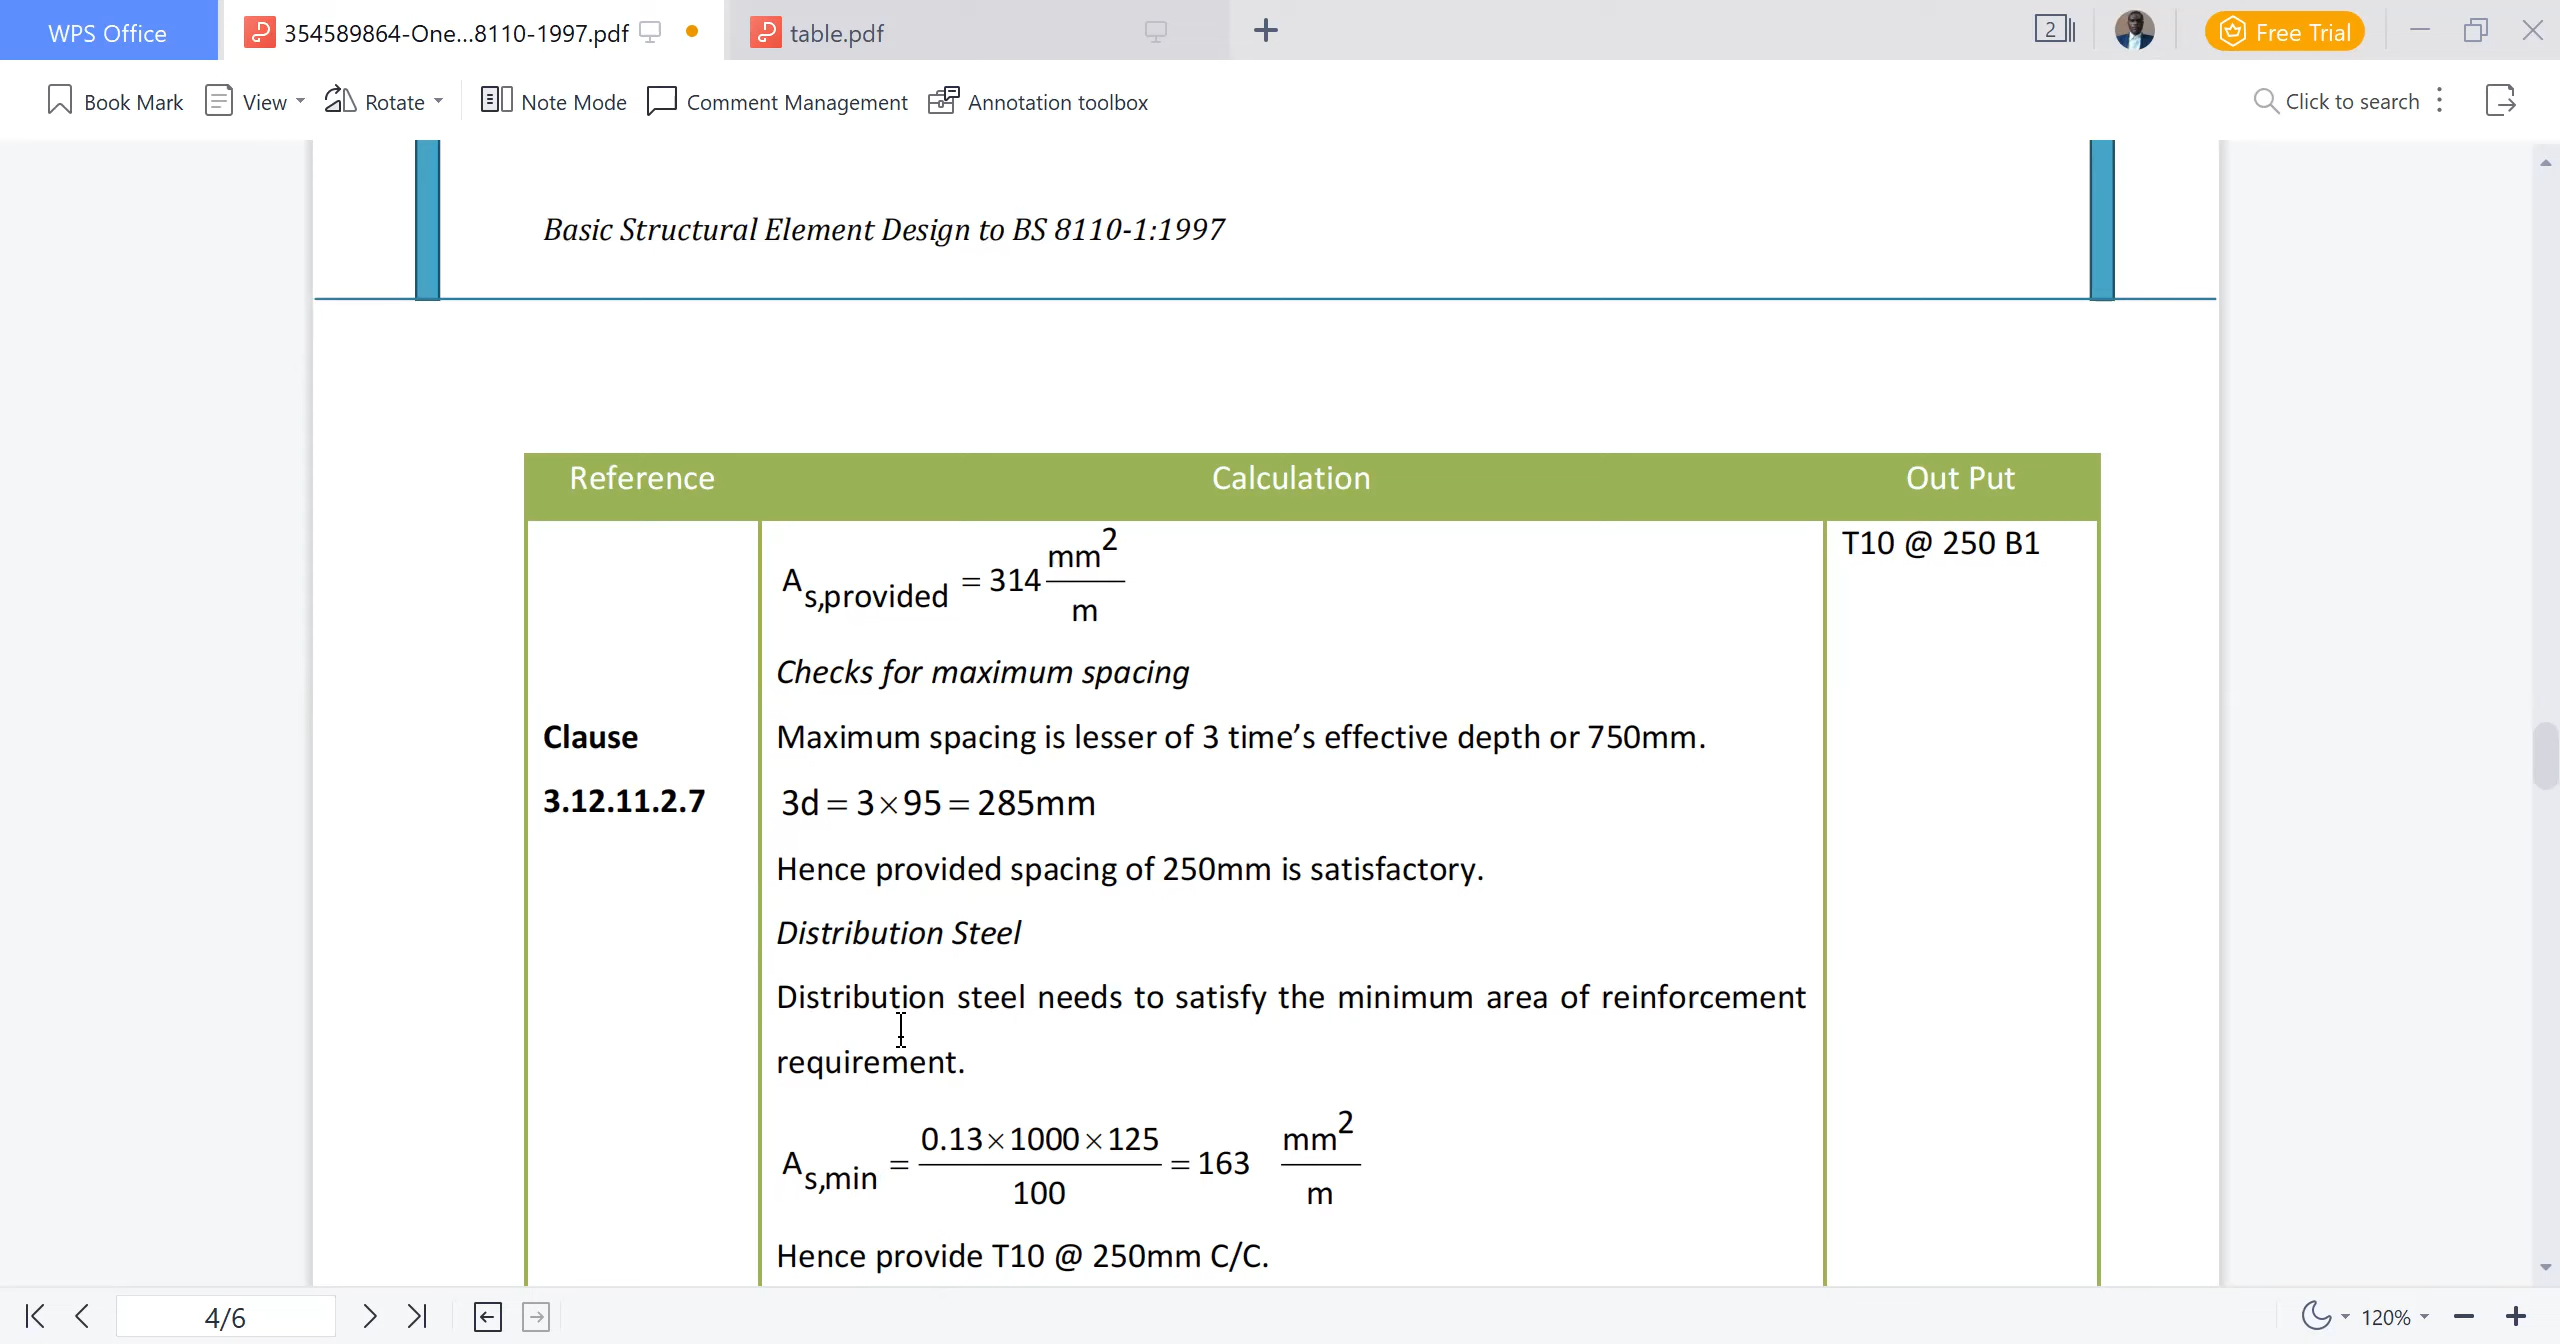 WPS Office
354589864-One...8110-1997.pdf
table.pdf
2
Free Trial
Book Mark
View
Rotate
Note Mode
Comment Management
Annotation toolbox
Click to search
Basic Structural Element Design to BS 8110-1:1997
Reference
Calculation
Out Put
A s,provided = 314 mm2/m
T10 @ 250 B1
Checks for maximum spacing
Clause
Maximum spacing is lesser of 3 time’s effective depth or 750mm.
3.12.11.2.7
3d = 3×95 = 285mm
Hence provided spacing of 250mm is satisfactory.
Distribution Steel
Distribution steel needs to satisfy the minimum area of reinforcement
requirement.
A s,min = 0.13×1000×125/100 = 163 mm2/m
Hence provide T10 @ 250mm C/C.
4/6
120%